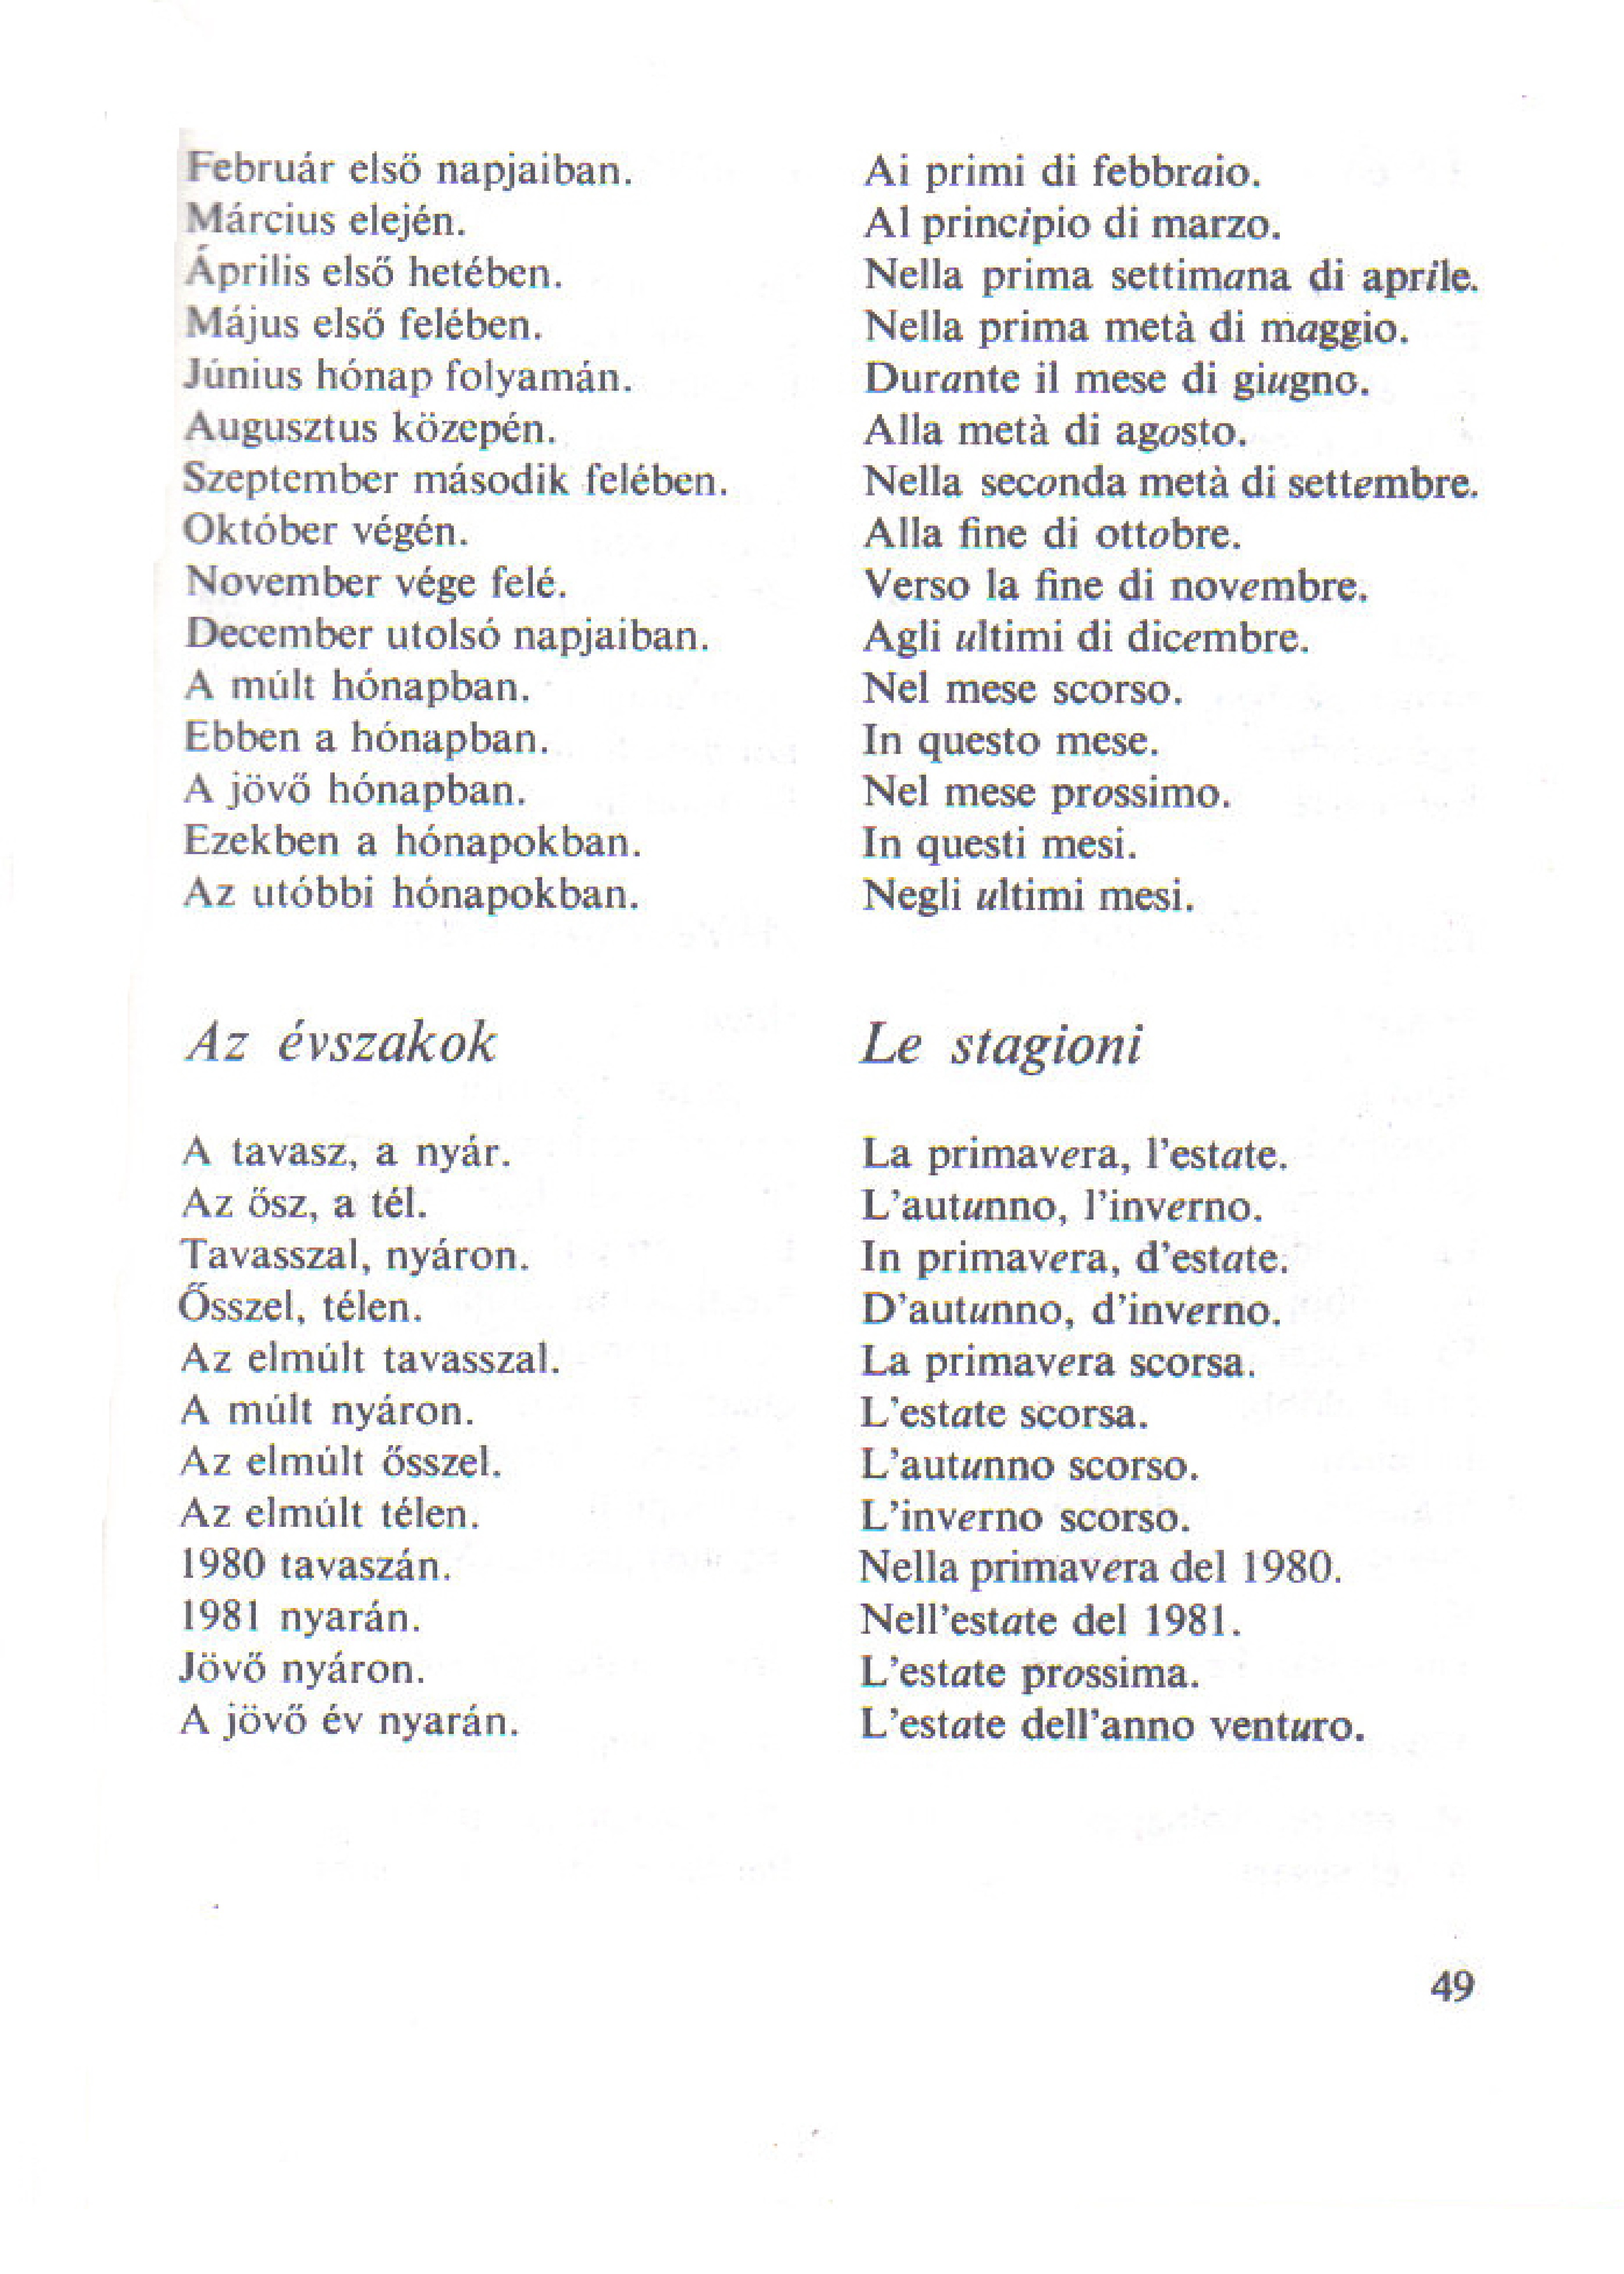 Február első napjaiban.
Március elején.
Április első hetében.
Május első felében.
Június hónap folyamán.
Augusztus közepén.
Szeptember második felében.
Október végén.
November vége felé.
December utolsó napjaiban.
A múlt hónapban.
Ebben a hónapban.
A jövő hónapban.
Ezekben a hónapokban.
Az utóbbi hónapokban.
Ai primi di febbraio.
Al principio di marzo.
Nella prima settimana di aprile.
Nella prima metà di maggio.
Durante il mese di giugno.
Alla metà di agosto.
Nella seconda metà di settembre.
Alla fine di ottobre.
Verso la fine di novembre.
Agli ultimi di dicembre.
Nel mese scorso.
In questo mese.
Nel mese prossimo.
In questi mesi.
Negli ultimi mesi.
Az évszakok
A tavasz, a nyár.
Az ősz, a tél.
Tavasszal, nyáron.
Ősszel, télen.
Az elmúlt tavasszal.
A múlt nyáron.
Az elmúlt ősszel.
Az elmúlt télen.
1980 tavaszán.
1981 nyarán.
Jövő nyáron.
A jövő év nyarán.
Le stagioni
La primavera, l’estate.
L’autunno, l’inverno.
In primavera, d’estate.
D’autunno, d’inverno.
La primavera scorsa.
L’estate scorsa.
L’autunno scorso.
L’inverno scorso.
Nella primavera del 1980.
Nell’estate del 1981.
L’estate prossima.
L’estate dell’anno venturo.
49